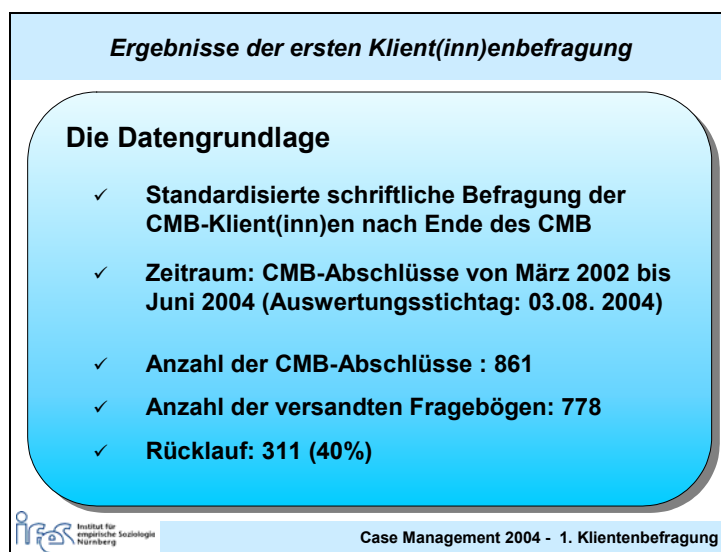 Ergebnisse der ersten Klient(inn)enbefragung
Die Datengrundlage
✓ Standardisierte schriftliche Befragung der
CMB-Klient(inn)en nach Ende des CMB
✓ Zeitraum: CMB-Abschlüsse von März 2002 bis
Juni 2004 (Auswertungsstichtag: 03.08. 2004)
✓ Anzahl der CMB-Abschlüsse : 861
✓ Anzahl der versandten Fragebögen: 778
✓ Rücklauf: 311 (40%)
ifes
Institut für
empirische Soziologie
Nürnberg
Case Management 2004 - 1. Klientenbefragung